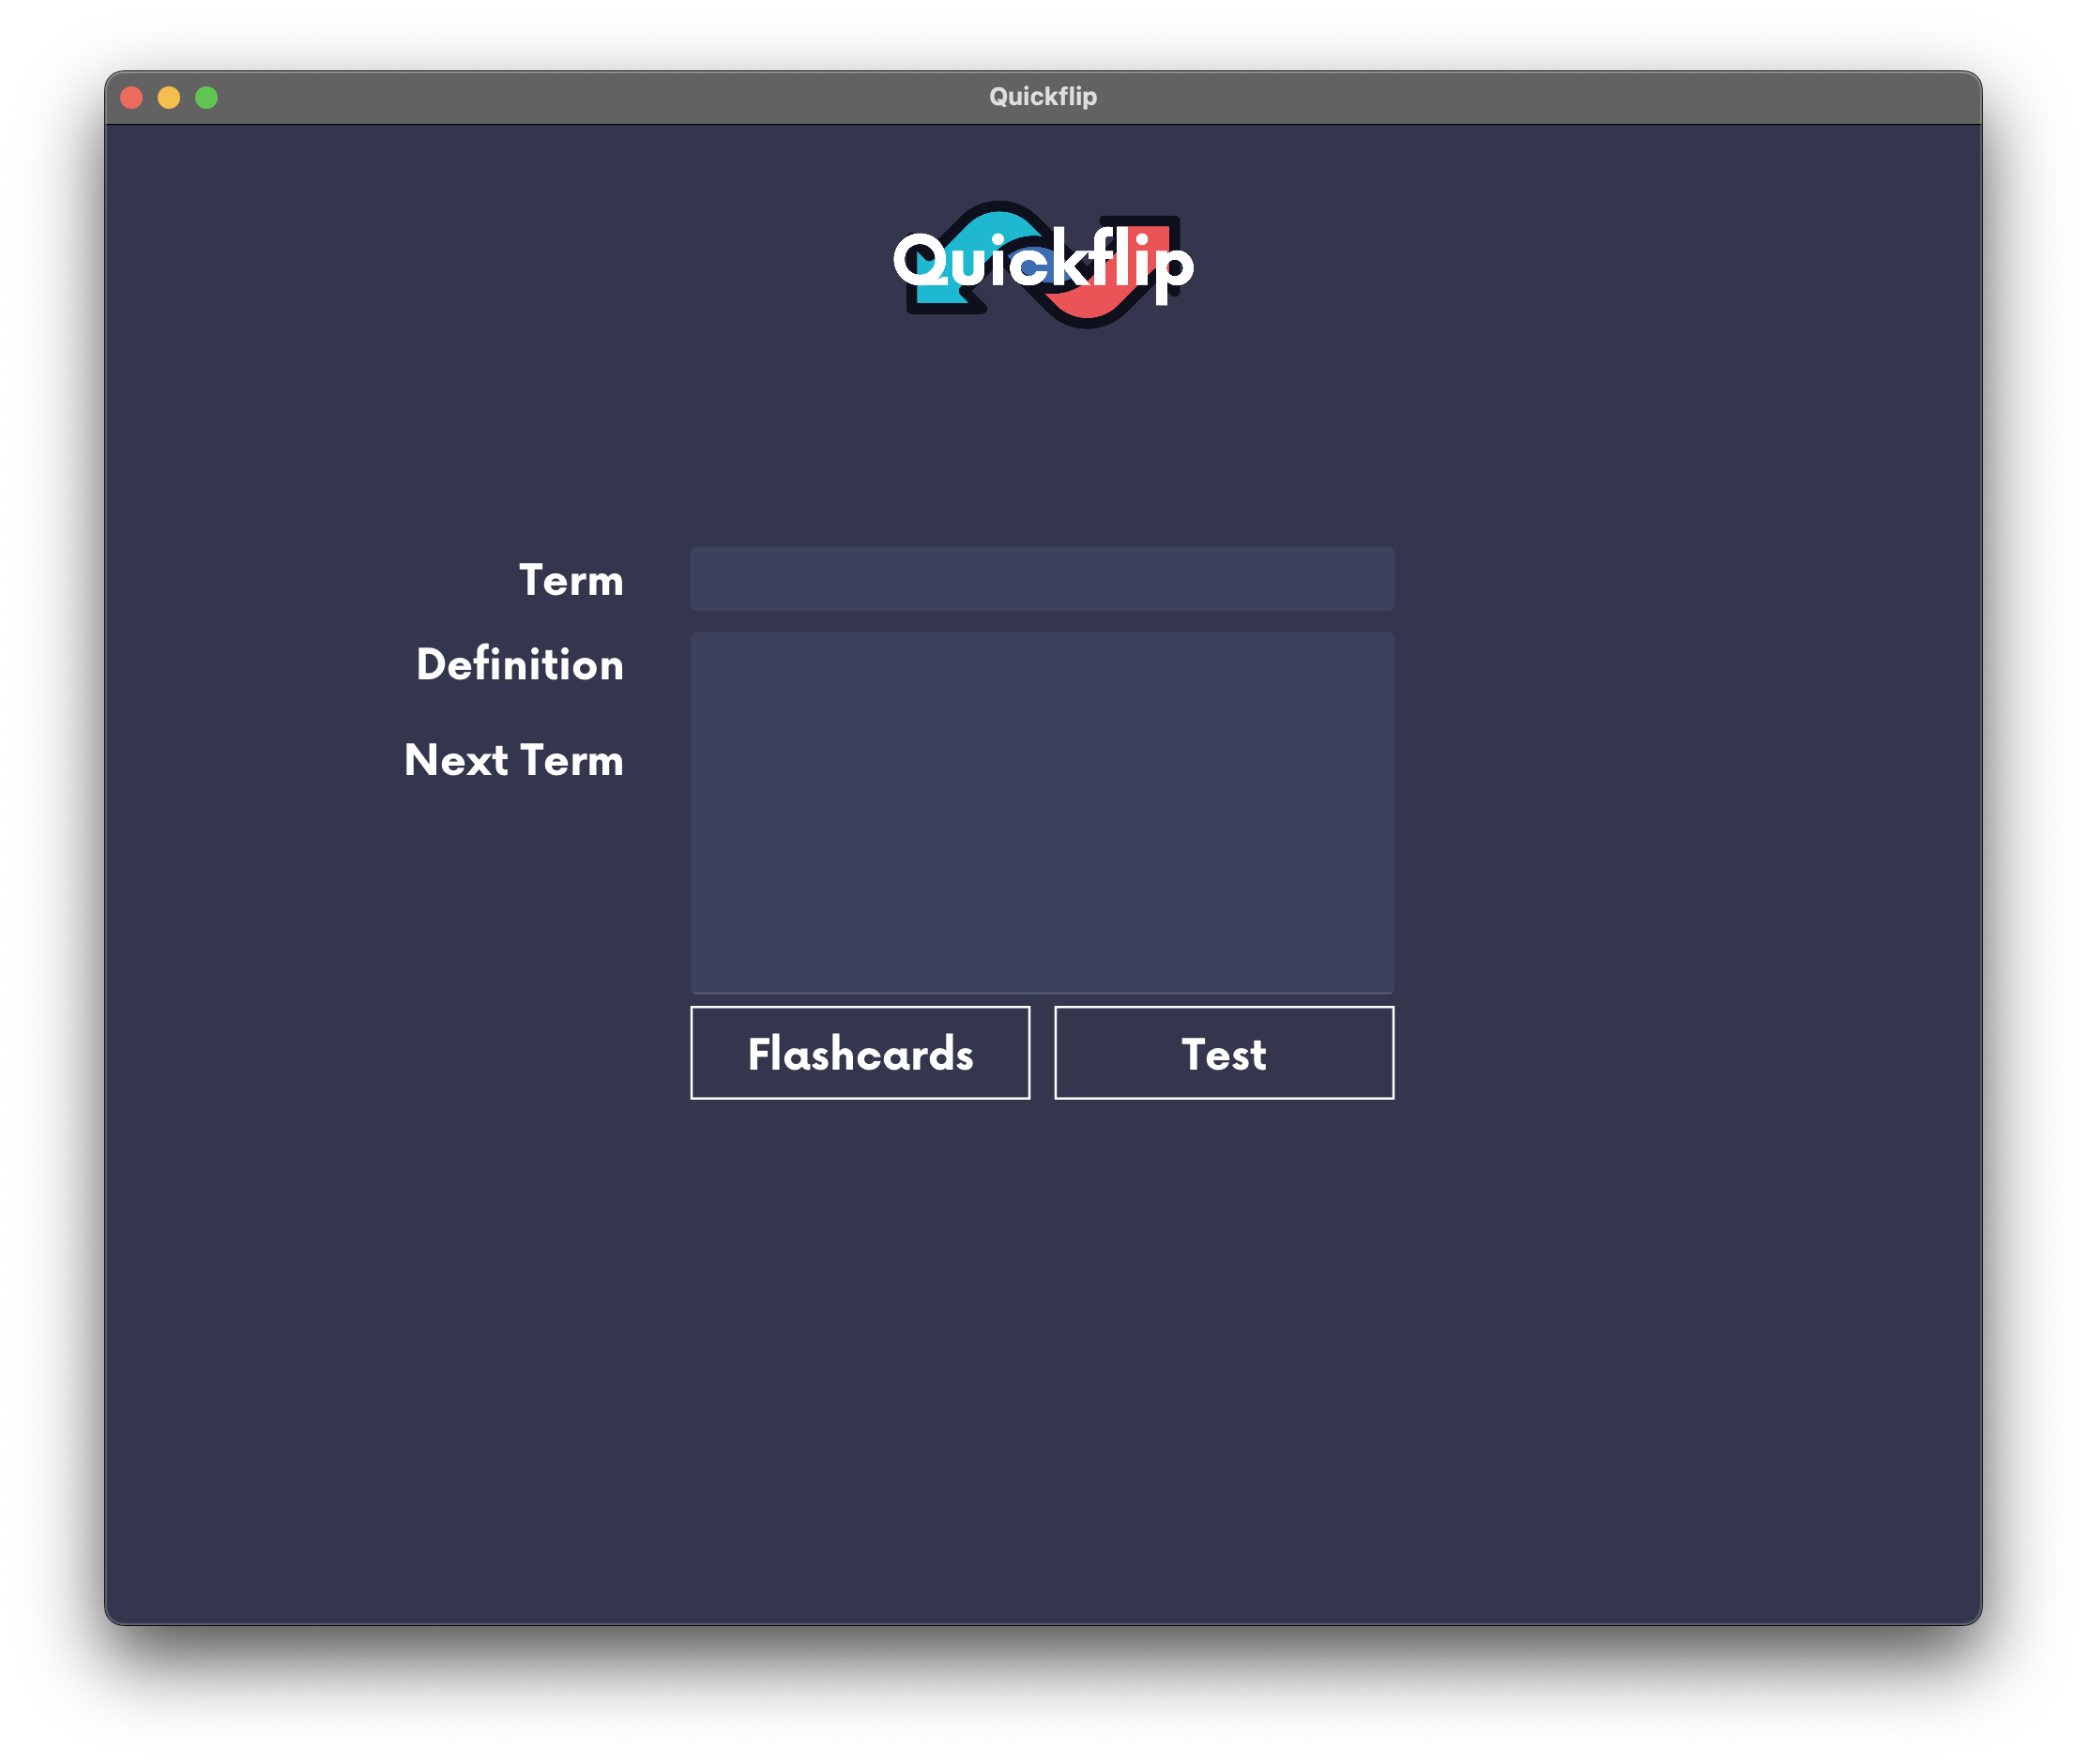 Quickflip
Quickflip
Term
Definition
Next Term
Flashcards
Test